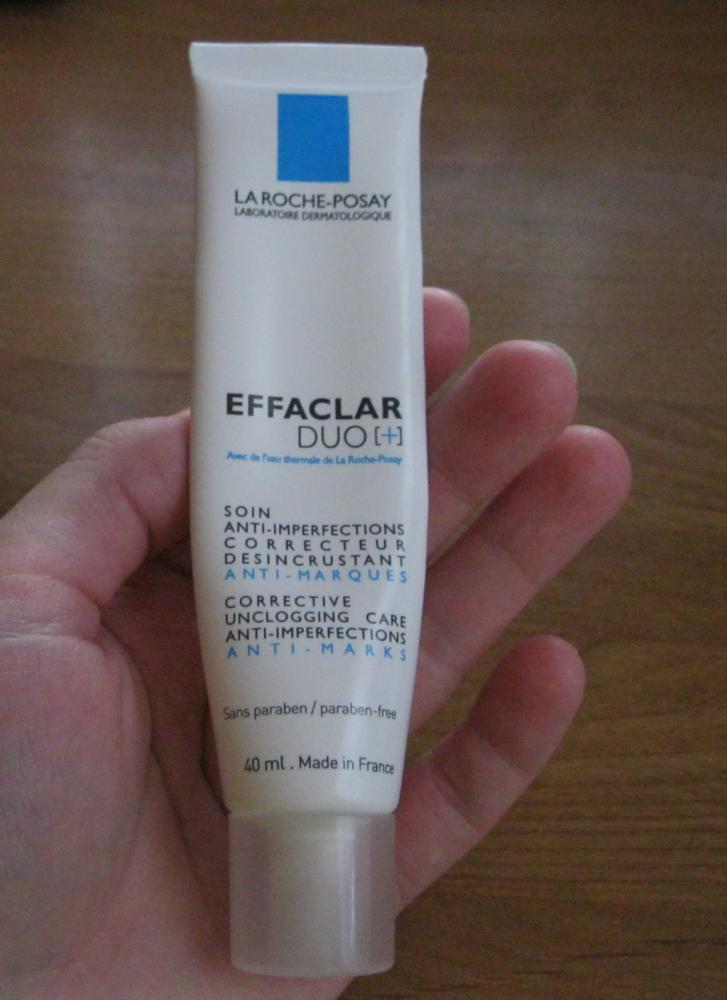 LA ROCHE-POSAY
LABORATOIRE DERMATOLOGIQUE
EFFACLAR
DUO [+]
Avec de l'eau thermale de La Roche-Posay
SOIN
ANTI-IMPERFECTIONS
CORRECTEUR
DESINCRUSTANT
ANTI-MARQUES
CORRECTIVE
UNCLOGGING CARE
ANTI-IMPERFECTIONS
ANTI-MARKS
Sans paraben / paraben-free
40 ml . Made in France